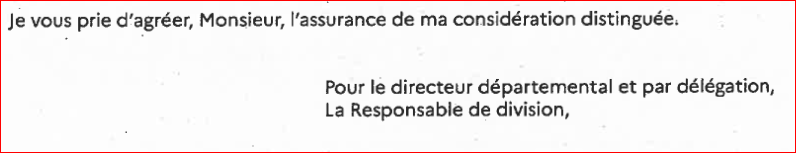 Je vous prie d'agréer, Monsieur, l'assurance de ma considération distinguée.
Pour le directeur départemental et par délégation,
La Responsable de division,